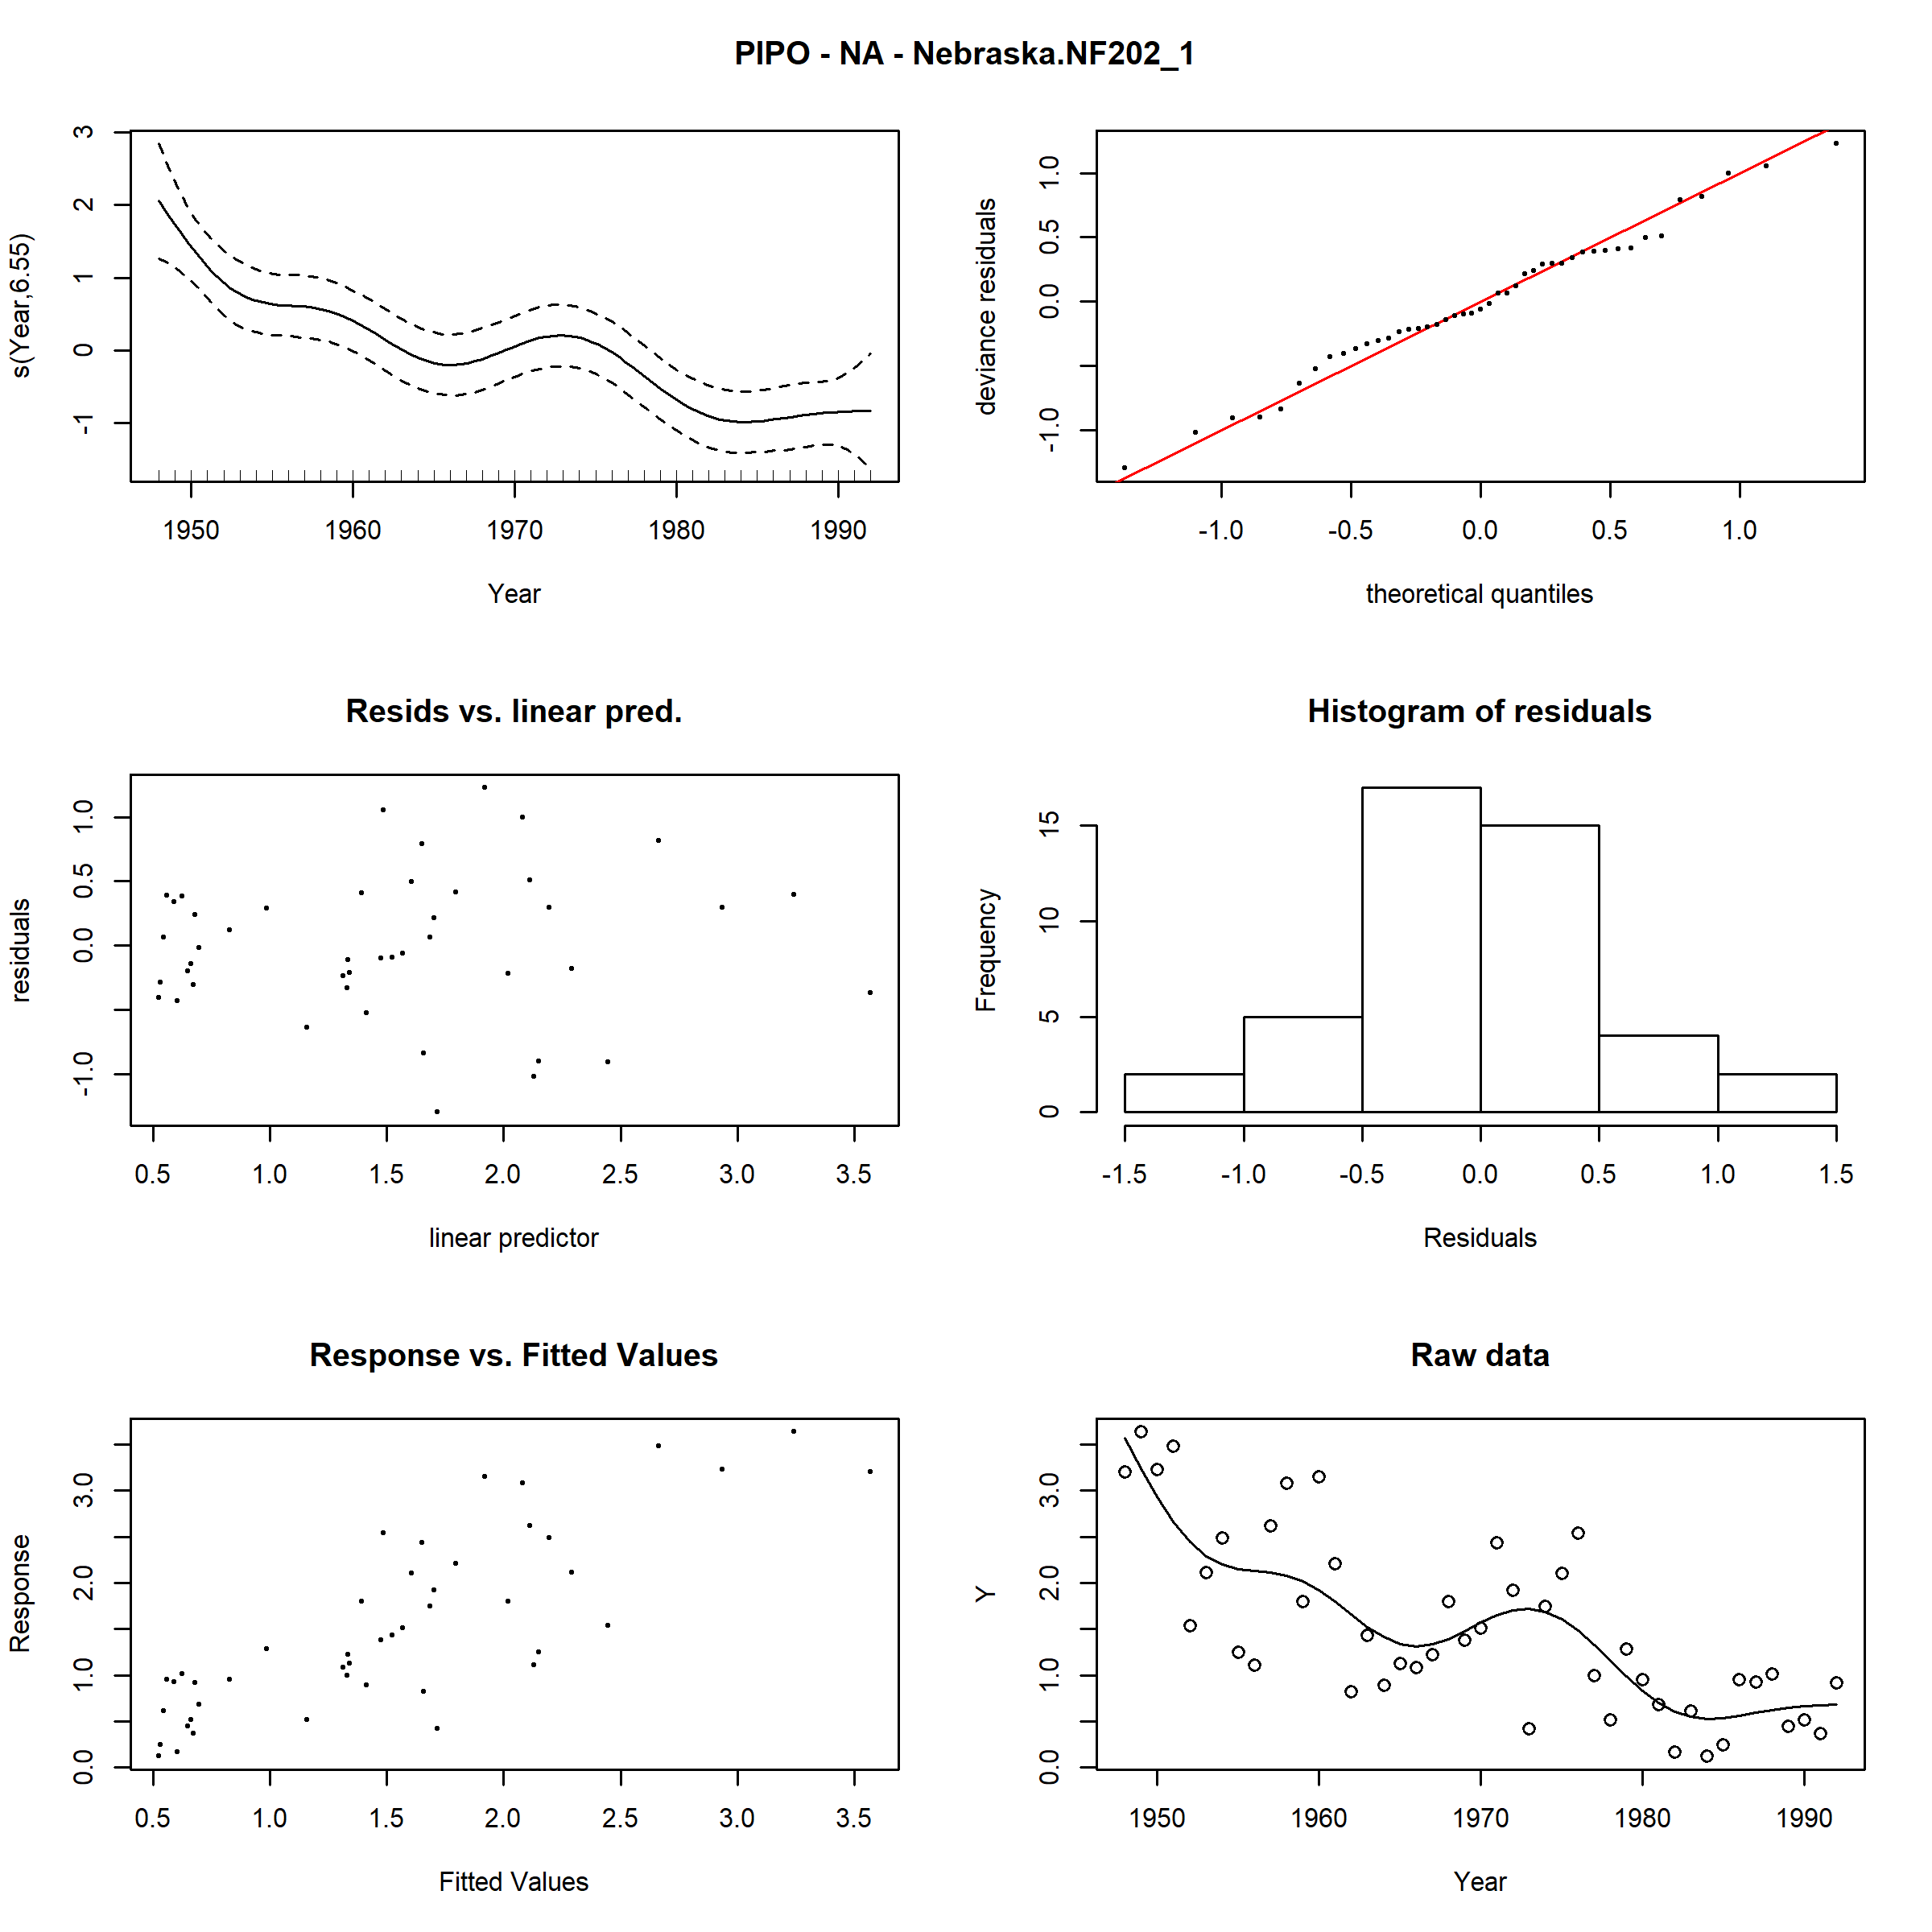 PIPO - NA - Nebraska.NF202_1
s(Year,6.55)
3
2
1
0
-1
1950 1960 1970 1980 1990
Year
deviance residuals
1.0
0.5
0.0
-1.0
-1.0 -0.5 0.0 0.5 1.0
theoretical quantiles
Resids vs. linear pred.
residuals
1.0
0.5
0.0
-1.0
0.5 1.0 1.5 2.0 2.5 3.0 3.5
linear predictor
Histogram of residuals
Frequency
15
10
5
0
-1.5 -1.0 -0.5 0.0 0.5 1.0 1.5
Residuals
Response vs. Fitted Values
Response
3.0
2.0
1.0
0.0
0.5 1.0 1.5 2.0 2.5 3.0 3.5
Fitted Values
Raw data
Y
3.0
2.0
1.0
0.0
1950 1960 1970 1980 1990
Year